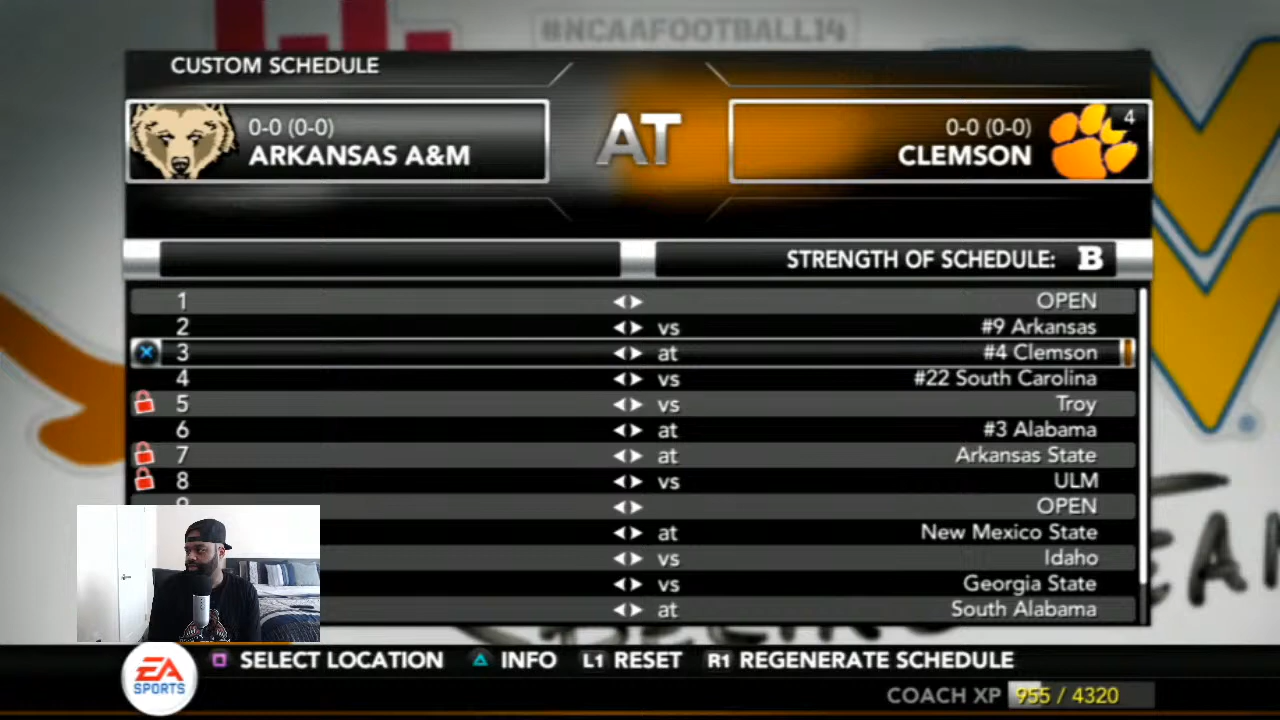 #NCAAFOOTBALL14
CUSTOM SCHEDULE
0-0 (0-0)
ARKANSAS A&M
AT
0-0 (0-0)
4
CLEMSON
STRENGTH OF SCHEDULE: B
1 OPEN
2 vs #9 Arkansas
3 at #4 Clemson
4 vs #22 South Carolina
5 vs Troy
6 at #3 Alabama
7 at Arkansas State
8 vs ULM
9 OPEN
at New Mexico State
vs Idaho
vs Georgia State
at South Alabama
EA SPORTS
SELECT LOCATION INFO L1 RESET R1 REGENERATE SCHEDULE
COACH XP 955 / 4320